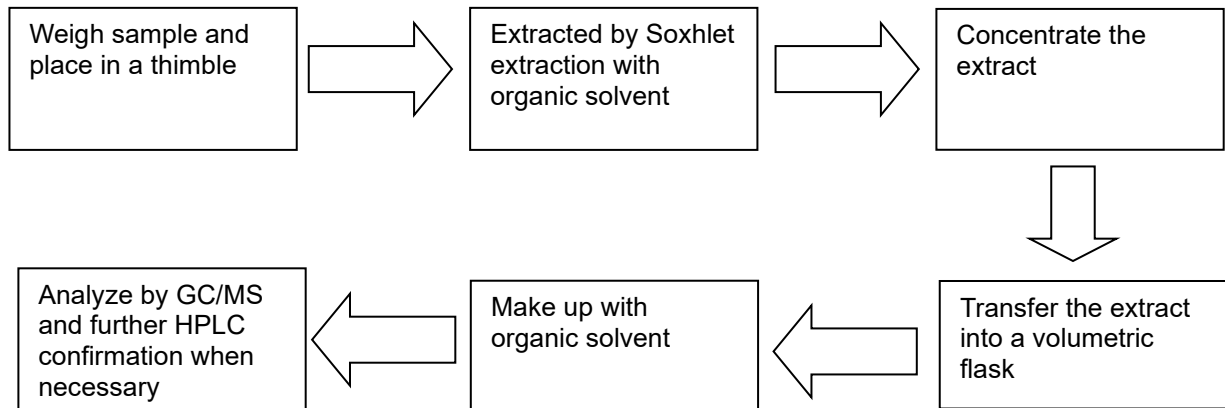 Weigh sample and
place in a thimble
Extracted by Soxhlet
extraction with
organic solvent
Concentrate the
extract
Transfer the extract
into a volumetric
flask
Make up with
organic solvent
Analyze by GC/MS
and further HPLC
confirmation when
necessary